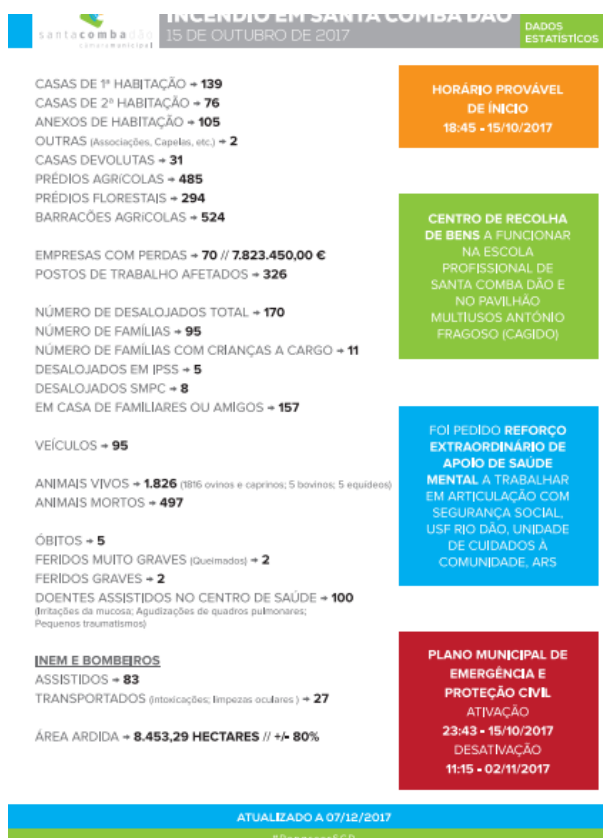 INCÊNDIO EM SANTA COMBA DÃO
15 DE OUTUBRO DE 2017
DADOS
ESTATÍSTICOS
santacombadão
câmara municipal
CASAS DE 1ª HABITAÇÃO → 139
CASAS DE 2ª HABITAÇÃO → 76
ANEXOS DE HABITAÇÃO → 105
OUTRAS (Associações, Capelas, etc.) → 2
CASAS DEVOLUTAS → 31
PRÉDIOS AGRÍCOLAS → 485
PRÉDIOS FLORESTAIS → 294
BARRACÕES AGRÍCOLAS → 524
EMPRESAS COM PERDAS → 70 // 7.823.450,00 €
POSTOS DE TRABALHO AFETADOS → 326
NÚMERO DE DESALOJADOS TOTAL → 170
NÚMERO DE FAMÍLIAS → 95
NÚMERO DE FAMÍLIAS COM CRIANÇAS A CARGO → 11
DESALOJADOS EM IPSS → 5
DESALOJADOS SMPC → 8
EM CASA DE FAMILIARES OU AMIGOS → 157
VEÍCULOS → 95
ANIMAIS VIVOS → 1.826 (1816 ovinos e caprinos; 5 bovinos; 5 equídeos)
ANIMAIS MORTOS → 497
ÓBITOS → 5
FERIDOS MUITO GRAVES (Queimados) → 2
FERIDOS GRAVES → 2
DOENTES ASSISTIDOS NO CENTRO DE SAÚDE → 100
(Irritações da mucosa; Agudizações de quadros pulmonares;
Pequenos traumatismos)
INEM E BOMBEIROS
ASSISTIDOS → 83
TRANSPORTADOS (intoxicações; limpezas oculares ) → 27
ÁREA ARDIDA → 8.453,29 HECTARES // +/- 80%
HORÁRIO PROVÁVEL
DE ÍNICIO
18:45 - 15/10/2017
CENTRO DE RECOLHA
DE BENS A FUNCIONAR
NA ESCOLA
PROFISSIONAL DE
SANTA COMBA DÃO E
NO PAVILHÃO
MULTIUSOS ANTÓNIO
FRAGOSO (CAGIDO)
FOI PEDIDO REFORÇO
EXTRAORDINÁRIO DE
APOIO DE SAÚDE
MENTAL A TRABALHAR
EM ARTICULAÇÃO COM
SEGURANÇA SOCIAL,
USF RIO DÃO, UNIDADE
DE CUIDADOS À
COMUNIDADE, ARS
PLANO MUNICIPAL DE
EMERGÊNCIA E
PROTEÇÃO CIVIL
ATIVAÇÃO
23:43 - 15/10/2017
DESATIVAÇÃO
11:15 - 02/11/2017
ATUALIZADO A 07/12/2017